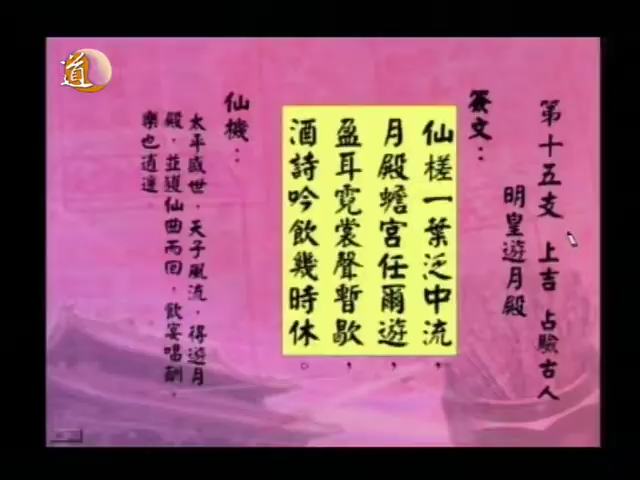 道
第十五支 上吉 占驗古人
明皇遊月殿
簽文：
仙槎一葉泛中流，
月殿蟾宮任爾遊，
盈耳霓裳聲暫歇，
酒詩吟飲幾時休。
仙機：
太平盛世，天子風流，得遊月
殿，並獲仙曲而回，飲宴唱酬，
樂也逍遙。